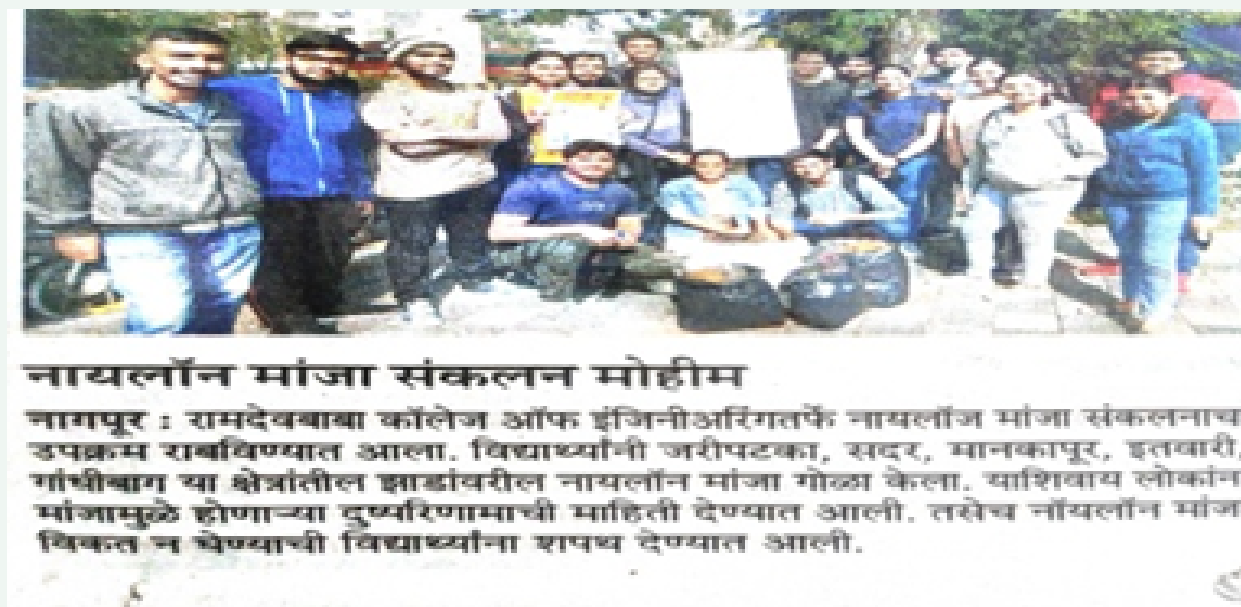 नायलॉन मांजा संकलन मोहीम
नागपूर : रामदेवबाबा कॉलेज ऑफ इंजिनीअरिंगतर्फे नायलॉज मांजा संकलनाच
उपक्रम राबविण्यात आला. विद्यार्थ्यांनी जरीपटका, सदर, मानकापूर, इतवारी,
गांधीबाग या क्षेत्रांतील झाडांवरील नायलॉन मांजा गोळा केला. याशिवाय लोकांन
मांजामुळे होणाऱ्या दुष्परिणामाची माहिती देण्यात आली. तसेच नॉयलॉन मांज
विकत न घेण्याची विद्यार्थ्यांना शपथ देण्यात आली.